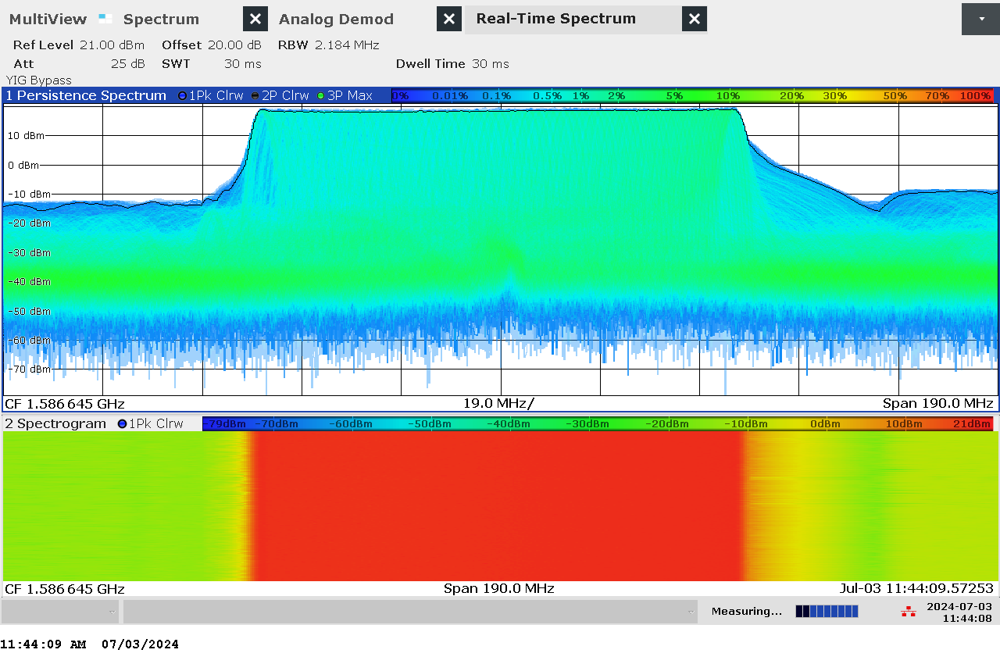 MultiView Spectrum Analog Demod Real-Time Spectrum
Ref Level 21.00 dBm Offset 20.00 dB RBW 2.184 MHz
Att 25 dB SWT 30 ms Dwell Time 30 ms
YIG Bypass
1 Persistence Spectrum 1Pk Clrw 2P Clrw 3P Max 0% 0.01% 0.1% 0.5% 1% 2% 5% 10% 20% 30% 50% 70% 100%
10 dBm
0 dBm
-10 dBm
-20 dBm
-30 dBm
-40 dBm
-50 dBm
-60 dBm
-70 dBm
CF 1.586 645 GHz 19.0 MHz/ Span 190.0 MHz
2 Spectrogram 1Pk Clrw -79dBm -70dBm -60dBm -50dBm -40dBm -30dBm -20dBm -10dBm 0dBm 10dBm 21dBm
CF 1.586 645 GHz Span 190.0 MHz Jul-03 11:44:09.57253
Measuring... 2024-07-03
11:44:08
11:44:09 AM 07/03/2024